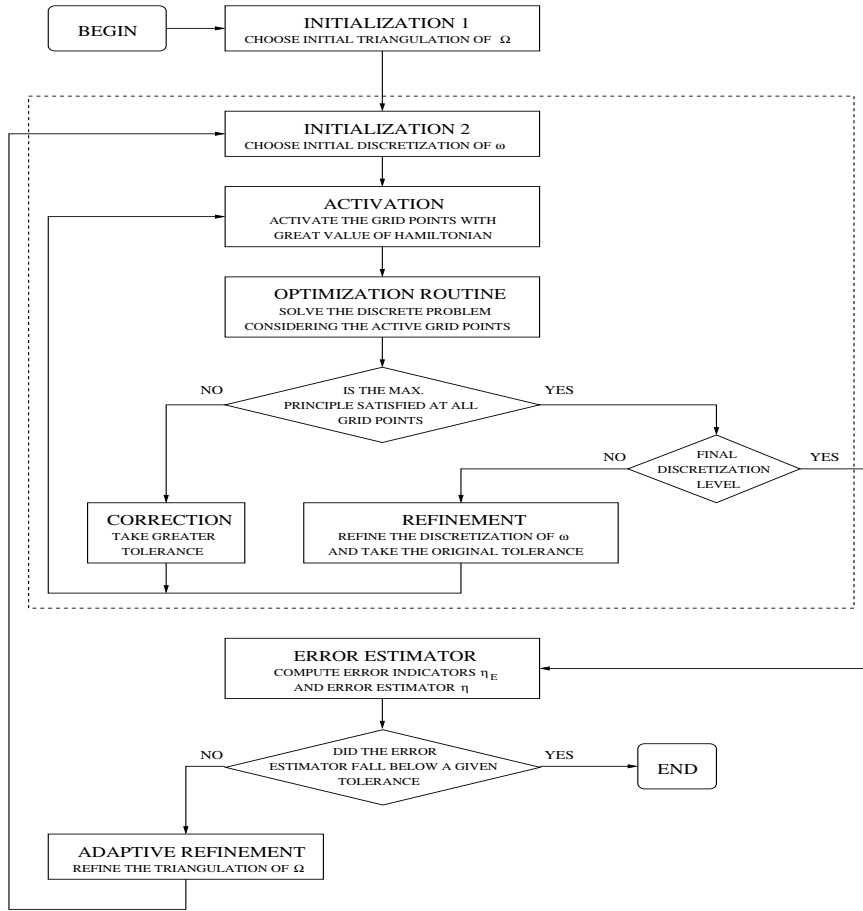 BEGIN
INITIALIZATION 1
CHOOSE INITIAL TRIANGULATION OF Ω
INITIALIZATION 2
CHOOSE INITIAL DISCRETIZATION OF ω
ACTIVATION
ACTIVATE THE GRID POINTS WITH
GREAT VALUE OF HAMILTONIAN
OPTIMIZATION ROUTINE
SOLVE THE DISCRETE PROBLEM
CONSIDERING THE ACTIVE GRID POINTS
NO
IS THE MAX.
PRINCIPLE SATISFIED AT ALL
GRID POINTS
YES
NO
FINAL
DISCRETIZATION
LEVEL
YES
CORRECTION
TAKE GREATER
TOLERANCE
REFINEMENT
REFINE THE DISCRETIZATION OF ω
AND TAKE THE ORIGINAL TOLERANCE
ERROR ESTIMATOR
COMPUTE ERROR INDICATORS η_E
AND ERROR ESTIMATOR η
NO
DID THE ERROR
ESTIMATOR FALL BELOW A GIVEN
TOLERANCE
YES
END
ADAPTIVE REFINEMENT
REFINE THE TRIANGULATION OF Ω